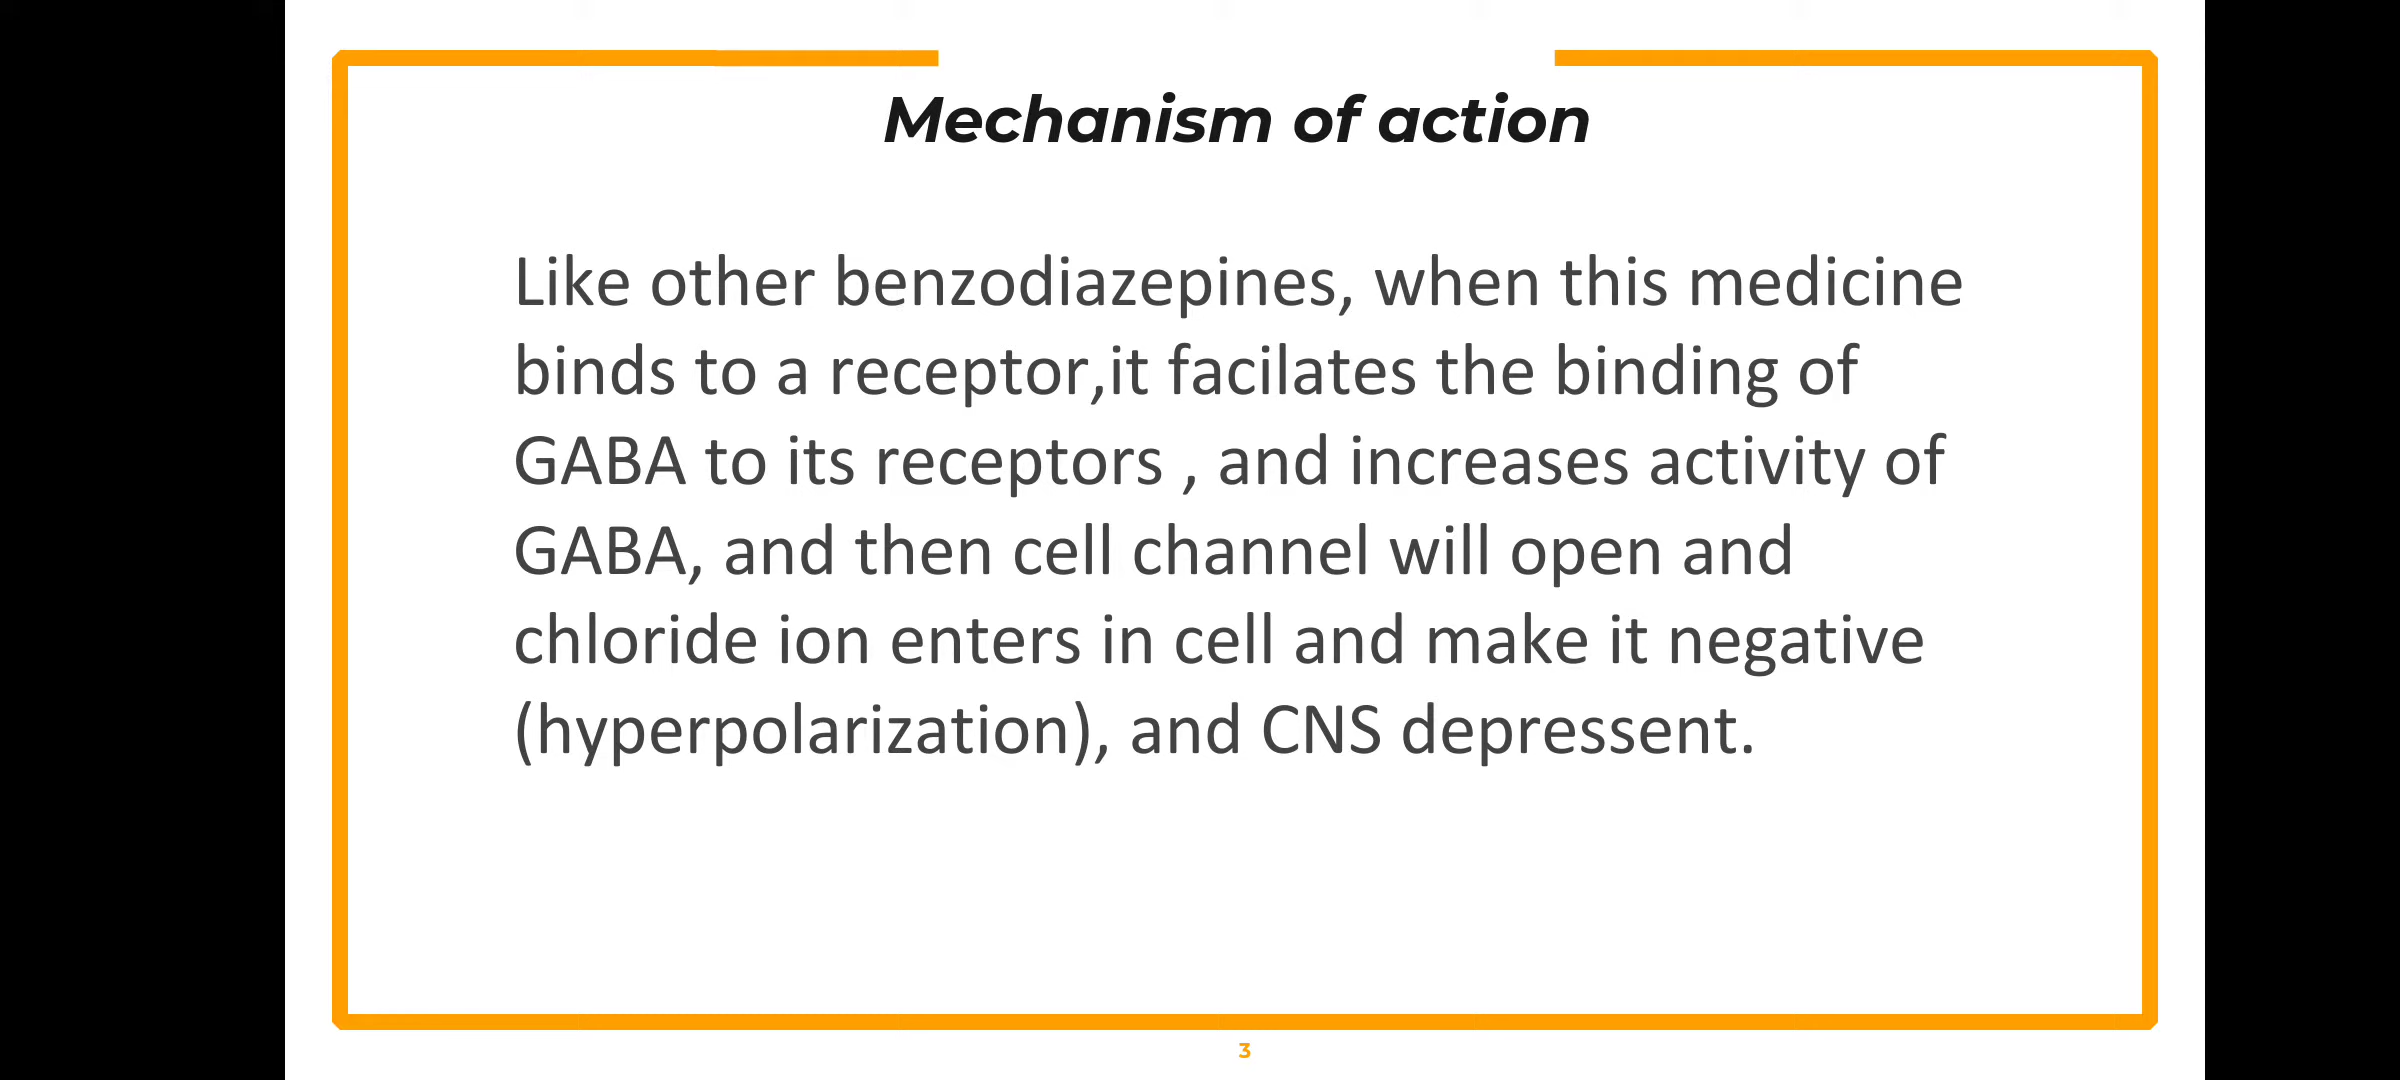 Mechanism of action
Like other benzodiazepines, when this medicine
binds to a receptor,it facilates the binding of
GABA to its receptors , and increases activity of
GABA, and then cell channel will open and
chloride ion enters in cell and make it negative
(hyperpolarization), and CNS depressent.
3